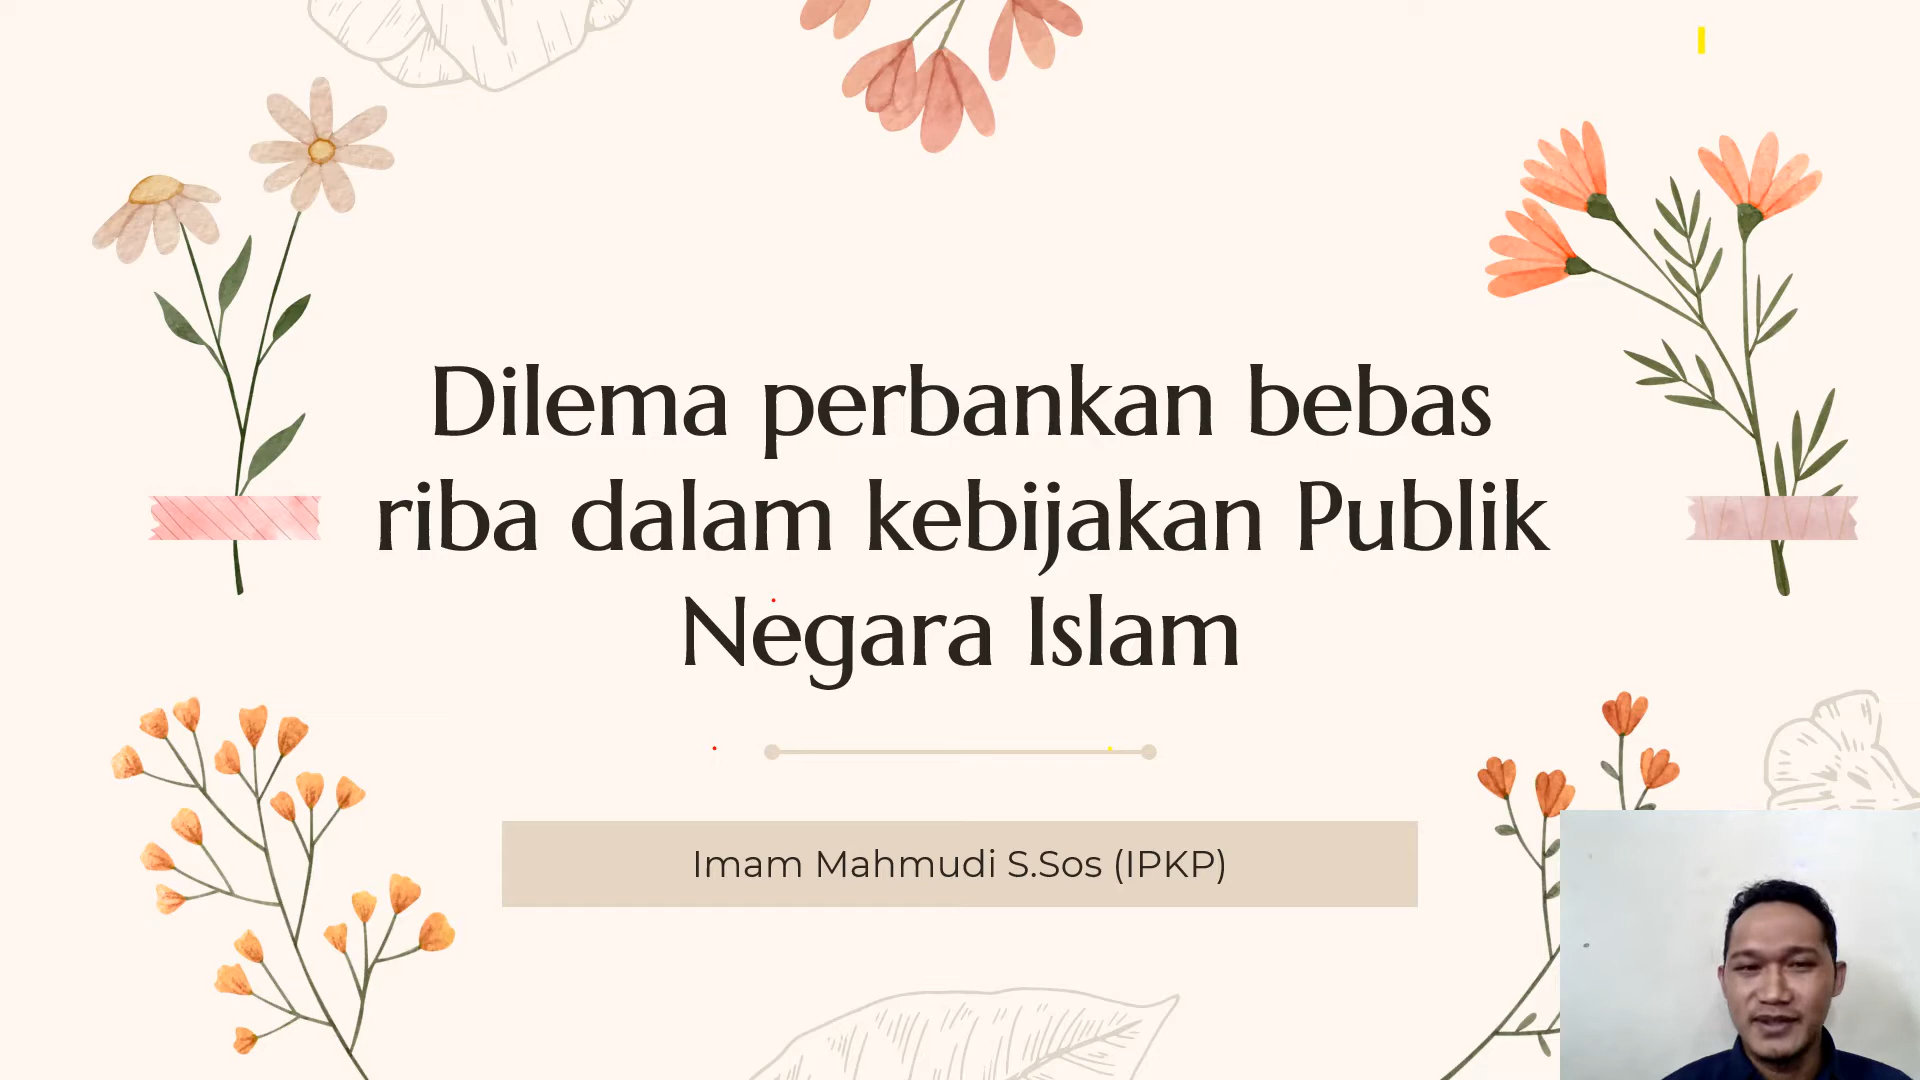 Dilema perbankan bebas
riba dalam kebijakan Publik
Negara Islam
Imam Mahmudi S.Sos (IPKP)